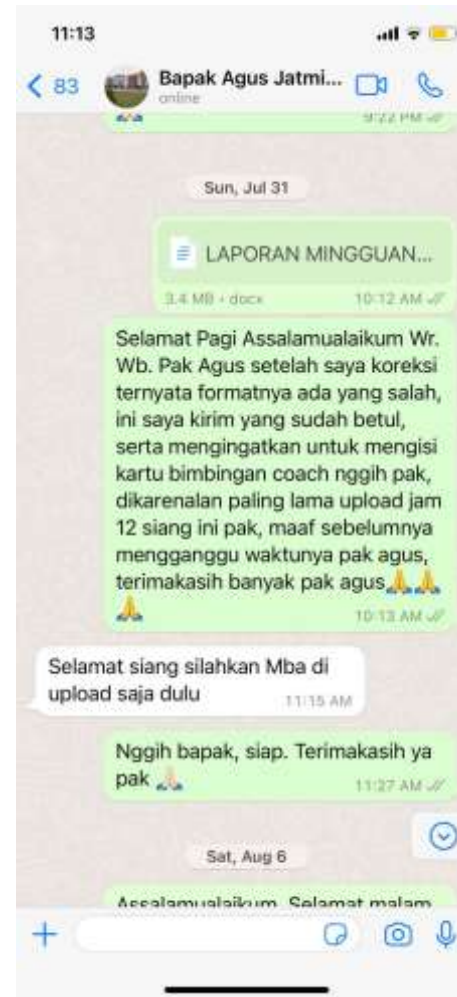 11:13
83
Bapak Agus Jatmi...
online
9:22 PM
Sun, Jul 31
LAPORAN MINGGUAN...
3.4 MB • docx
10:12 AM
Selamat Pagi Assalamualaikum Wr.
Wb. Pak Agus setelah saya koreksi
ternyata formatnya ada yang salah,
ini saya kirim yang sudah betul,
serta mengingatkan untuk mengisi
kartu bimbingan coach nggih pak,
dikarenalan paling lama upload jam
12 siang ini pak, maaf sebelumnya
mengganggu waktunya pak agus,
terimakasih banyak pak agus🙏🙏
🙏
10:13 AM
Selamat siang silahkan Mba di
upload saja dulu
11:15 AM
Nggih bapak, siap. Terimakasih ya
pak 🙏🏻
11:27 AM
Sat, Aug 6
Assalamualaikum, Selamat malam